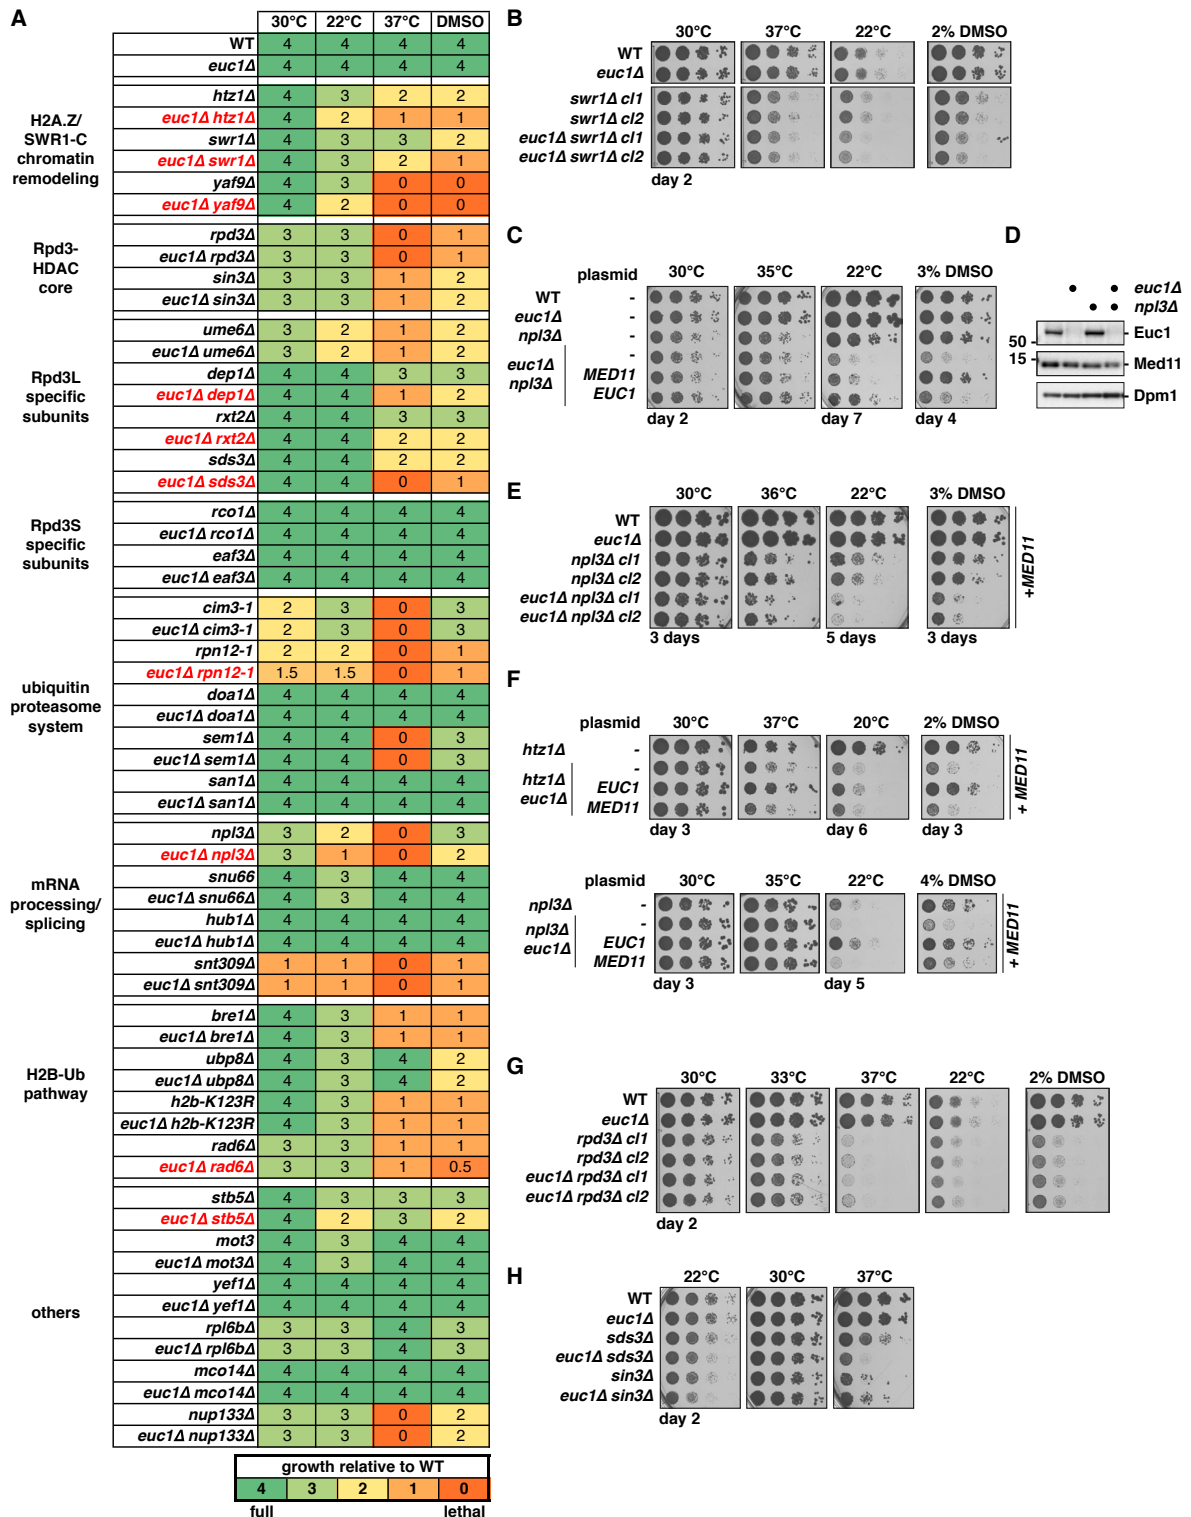 A
30°C 22°C 37°C DMSO
WT 4 4 4 4
euc1Δ 4 4 4 4
H2A.Z/
SWR1-C
chromatin
remodeling
htz1Δ 4 3 2 2
euc1Δ htz1Δ 4 2 1 1
swr1Δ 4 3 3 2
euc1Δ swr1Δ 4 3 2 1
yaf9Δ 4 3 0 0
euc1Δ yaf9Δ 4 2 0 0
Rpd3-
HDAC
core
rpd3Δ 3 3 0 1
euc1Δ rpd3Δ 3 3 0 1
sin3Δ 3 3 1 2
euc1Δ sin3Δ 3 3 1 2
Rpd3L
specific
subunits
ume6Δ 3 2 1 2
euc1Δ ume6Δ 3 2 1 2
dep1Δ 4 4 3 3
euc1Δ dep1Δ 4 4 1 2
rxt2Δ 4 4 3 3
euc1Δ rxt2Δ 4 4 2 2
sds3Δ 4 4 2 2
euc1Δ sds3Δ 4 4 0 1
Rpd3S
specific
subunits
rco1Δ 4 4 4 4
euc1Δ rco1Δ 4 4 4 4
eaf3Δ 4 4 4 4
euc1Δ eaf3Δ 4 4 4 4
ubiquitin
proteasome
system
cim3-1 2 3 0 3
euc1Δ cim3-1 2 3 0 3
rpn12-1 2 2 0 1
euc1Δ rpn12-1 1.5 1.5 0 1
doa1Δ 4 4 4 4
euc1Δ doa1Δ 4 4 4 4
sem1Δ 4 4 0 3
euc1Δ sem1Δ 4 4 0 3
san1Δ 4 4 4 4
euc1Δ san1Δ 4 4 4 4
mRNA
processing/
splicing
npl3Δ 3 2 0 3
euc1Δ npl3Δ 3 1 0 2
snu66 4 3 4 4
euc1Δ snu66Δ 4 3 4 4
hub1Δ 4 4 4 4
euc1Δ hub1Δ 4 4 4 4
snt309Δ 1 1 0 1
euc1Δ snt309Δ 1 1 0 1
H2B-Ub
pathway
bre1Δ 4 3 1 1
euc1Δ bre1Δ 4 3 1 1
ubp8Δ 4 3 4 2
euc1Δ ubp8Δ 4 3 4 2
h2b-K123R 4 3 1 1
euc1Δ h2b-K123R 4 3 1 1
rad6Δ 3 3 1 1
euc1Δ rad6Δ 3 3 1 0.5
others
stb5Δ 4 3 3 3
euc1Δ stb5Δ 4 2 3 2
mot3 4 3 4 4
euc1Δ mot3Δ 4 3 4 4
yef1Δ 4 4 4 4
euc1Δ yef1Δ 4 4 4 4
rpl6bΔ 3 3 4 3
euc1Δ rpl6bΔ 3 3 4 3
mco14Δ 4 4 4 4
euc1Δ mco14Δ 4 4 4 4
nup133Δ 3 3 0 2
euc1Δ nup133Δ 3 3 0 2
growth relative to WT
4 3 2 1 0
full lethal
B
30°C 37°C 22°C 2% DMSO
WT
euc1Δ
swr1Δ cl1
swr1Δ cl2
euc1Δ swr1Δ cl1
euc1Δ swr1Δ cl2
day 2
C
plasmid 30°C 35°C 22°C 3% DMSO
WT -
euc1Δ -
npl3Δ -
euc1Δ
npl3Δ
-
MED11
EUC1
day 2 day 7 day 4
D
euc1Δ
npl3Δ
50
15
- Euc1
- Med11
- Dpm1
E
30°C 36°C 22°C 3% DMSO
WT
euc1Δ
npl3Δ cl1
npl3Δ cl2
euc1Δ npl3Δ cl1
euc1Δ npl3Δ cl2
3 days 5 days 3 days
+MED11
F
plasmid 30°C 37°C 20°C 2% DMSO
htz1Δ -
htz1Δ
euc1Δ
-
EUC1
MED11
day 3 day 6 day 3
+ MED11
plasmid 30°C 35°C 22°C 4% DMSO
npl3Δ -
npl3Δ
euc1Δ
-
EUC1
MED11
day 3 day 5
+ MED11
G
30°C 33°C 37°C 22°C 2% DMSO
WT
euc1Δ
rpd3Δ cl1
rpd3Δ cl2
euc1Δ rpd3Δ cl1
euc1Δ rpd3Δ cl2
day 2
H
22°C 30°C 37°C
WT
euc1Δ
sds3Δ
euc1Δ sds3Δ
sin3Δ
euc1Δ sin3Δ
day 2